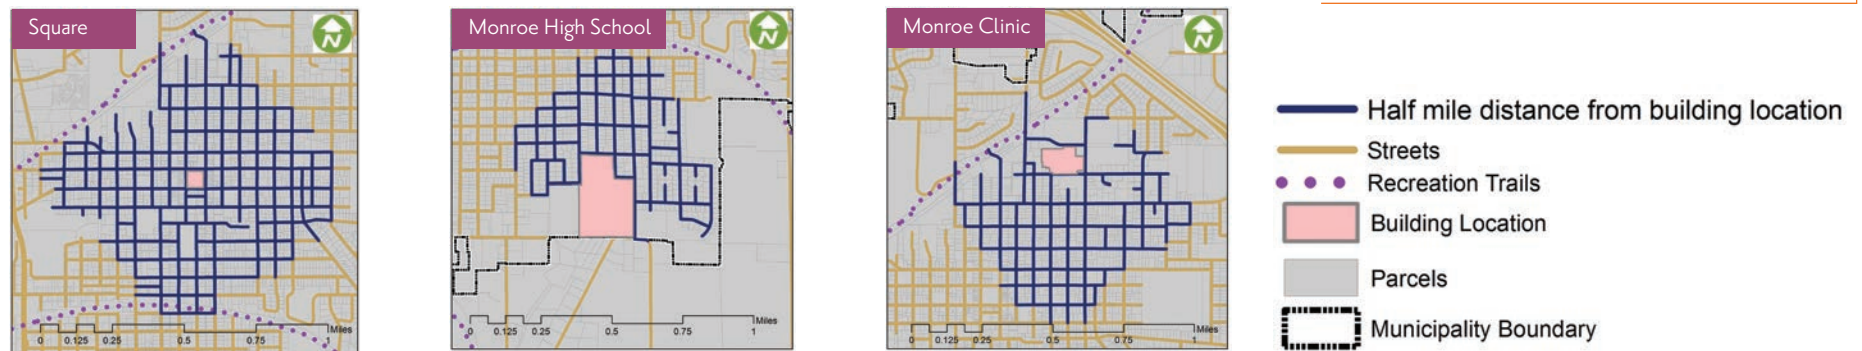 Square
N
Miles
0 0.125 0.25 0.5 0.75 1
Monroe High School
N
Miles
0 0.125 0.25 0.5 0.75 1
Monroe Clinic
N
Miles
0 0.125 0.25 0.5 0.75 1
Half mile distance from building location
Streets
Recreation Trails
Building Location
Parcels
Municipality Boundary